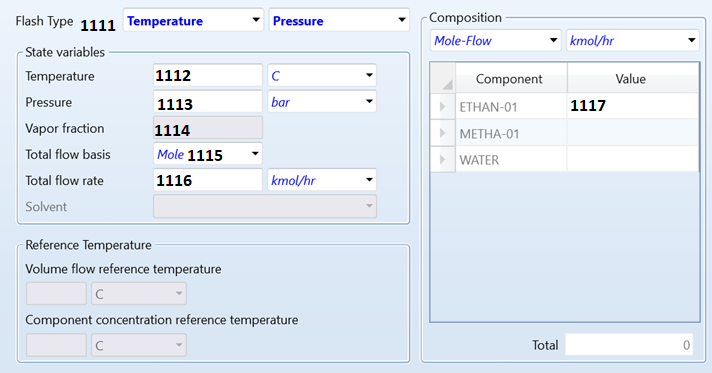 Flash Type 1111 Temperature Pressure
State variables
Temperature 1112 C
Pressure 1113 bar
Vapor fraction 1114
Total flow basis Mole 1115
Total flow rate 1116 kmol/hr
Solvent
Reference Temperature
Volume flow reference temperature
C
Component concentration reference temperature
C
Composition
Mole-Flow kmol/hr
Component Value
ETHAN-01 1117
METHA-01
WATER
Total 0